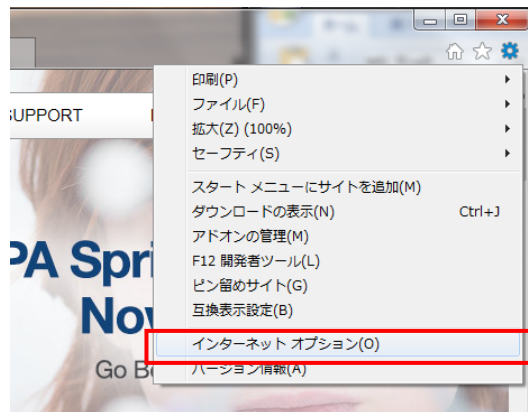 SUPPORT
印刷(P)
ファイル(F)
拡大(Z) (100%)
セーフティ(S)
スタート メニューにサイトを追加(M)
ダウンロードの表示(N) Ctrl+J
アドオンの管理(M)
F12 開発者ツール(L)
ピン留めサイト(G)
互換表示設定(B)
インターネット オプション(O)
バージョン情報(A)
PA Spri
Nov
Go Be